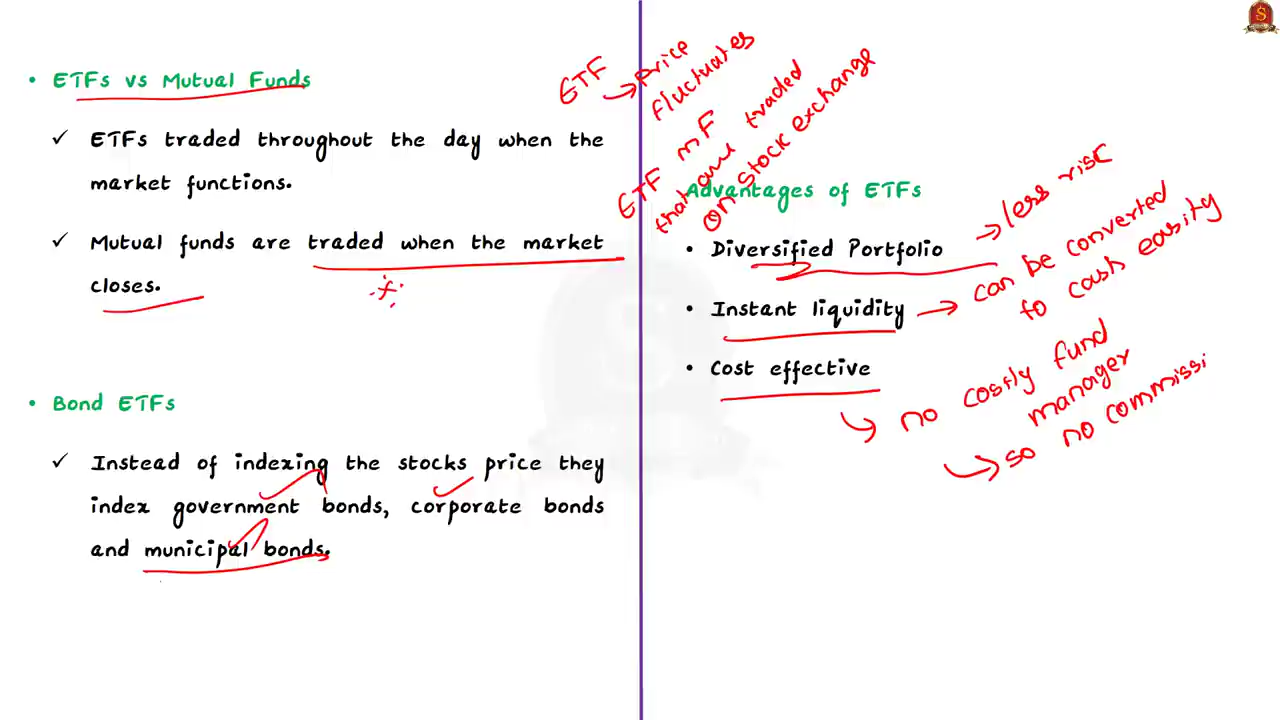 • ETFs vs Mutual Funds
✓ ETFs traded throughout the day when the
market functions.
✓ Mutual funds are traded when the market
closes.
• Bond ETFs
✓ Instead of indexing the stocks price they
index government bonds, corporate bonds
and municipal bonds.
ETF → Price
fluctuates
ETF MF
that are traded
on stock exchange
Advantages of ETFs
• Diversified Portfolio → less risk
• Instant liquidity → can be converted
to cash easity
• Cost effective
↳ no costly fund
manager
↳ so no commissi